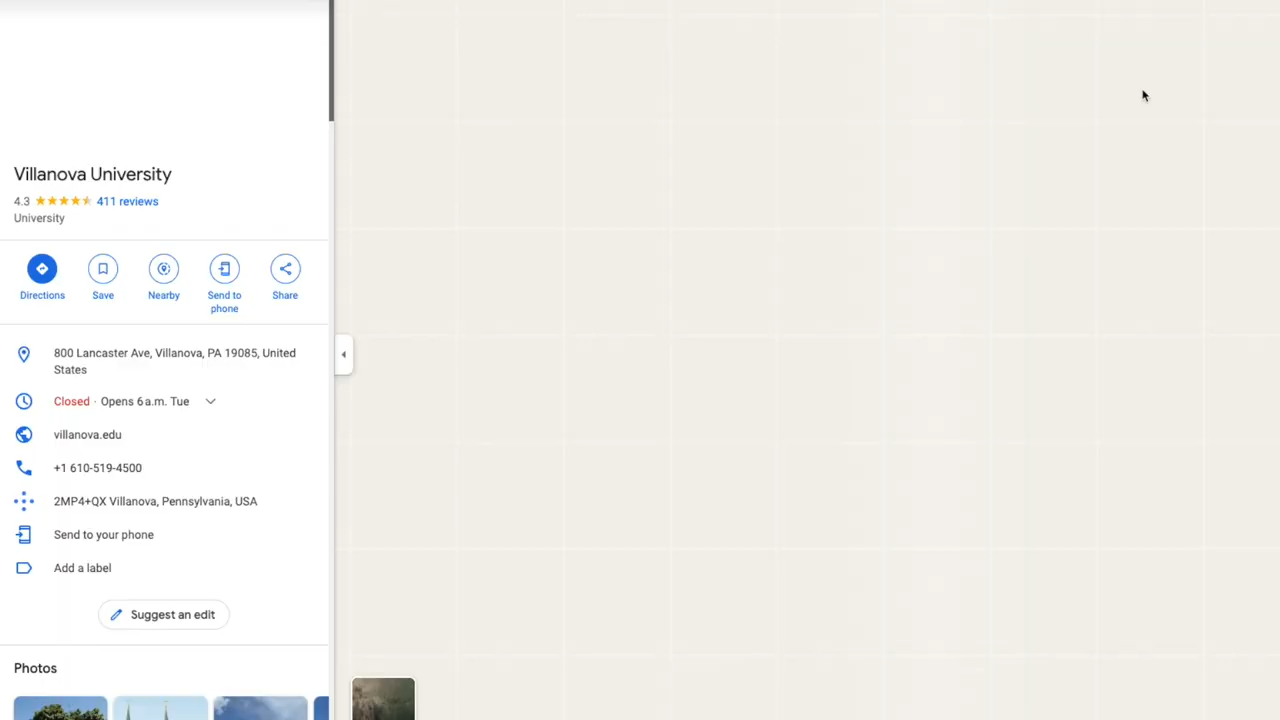 Villanova University
4.3 411 reviews
University
Directions Save Nearby Send to phone Share
800 Lancaster Ave, Villanova, PA 19085, United
States
Closed · Opens 6 a.m. Tue
villanova.edu
+1 610-519-4500
2MP4+QX Villanova, Pennsylvania, USA
Send to your phone
Add a label
Suggest an edit
Photos